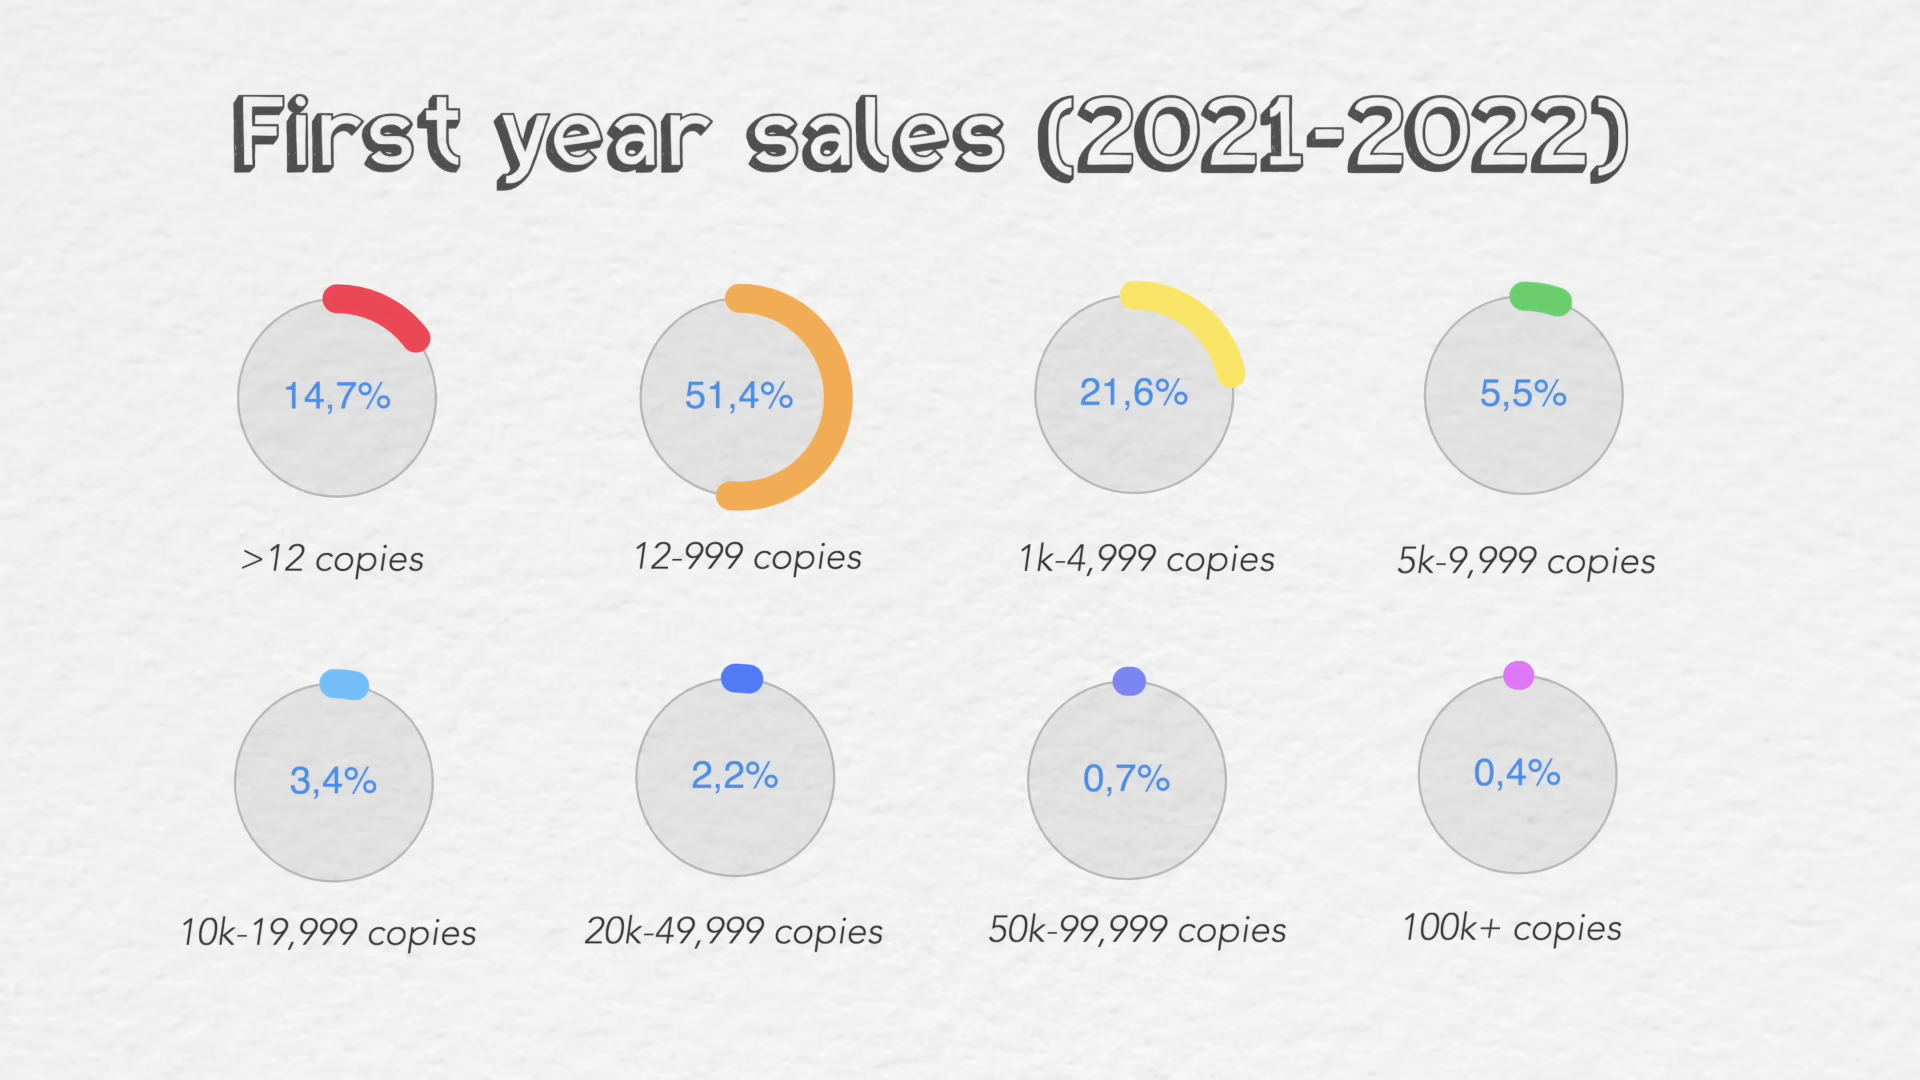 First year sales (2021-2022)
14,7%
51,4%
21,6%
5,5%
>12 copies
12-999 copies
1k-4,999 copies
5k-9,999 copies
3,4%
2,2%
0,7%
0,4%
10k-19,999 copies
20k-49,999 copies
50k-99,999 copies
100k+ copies